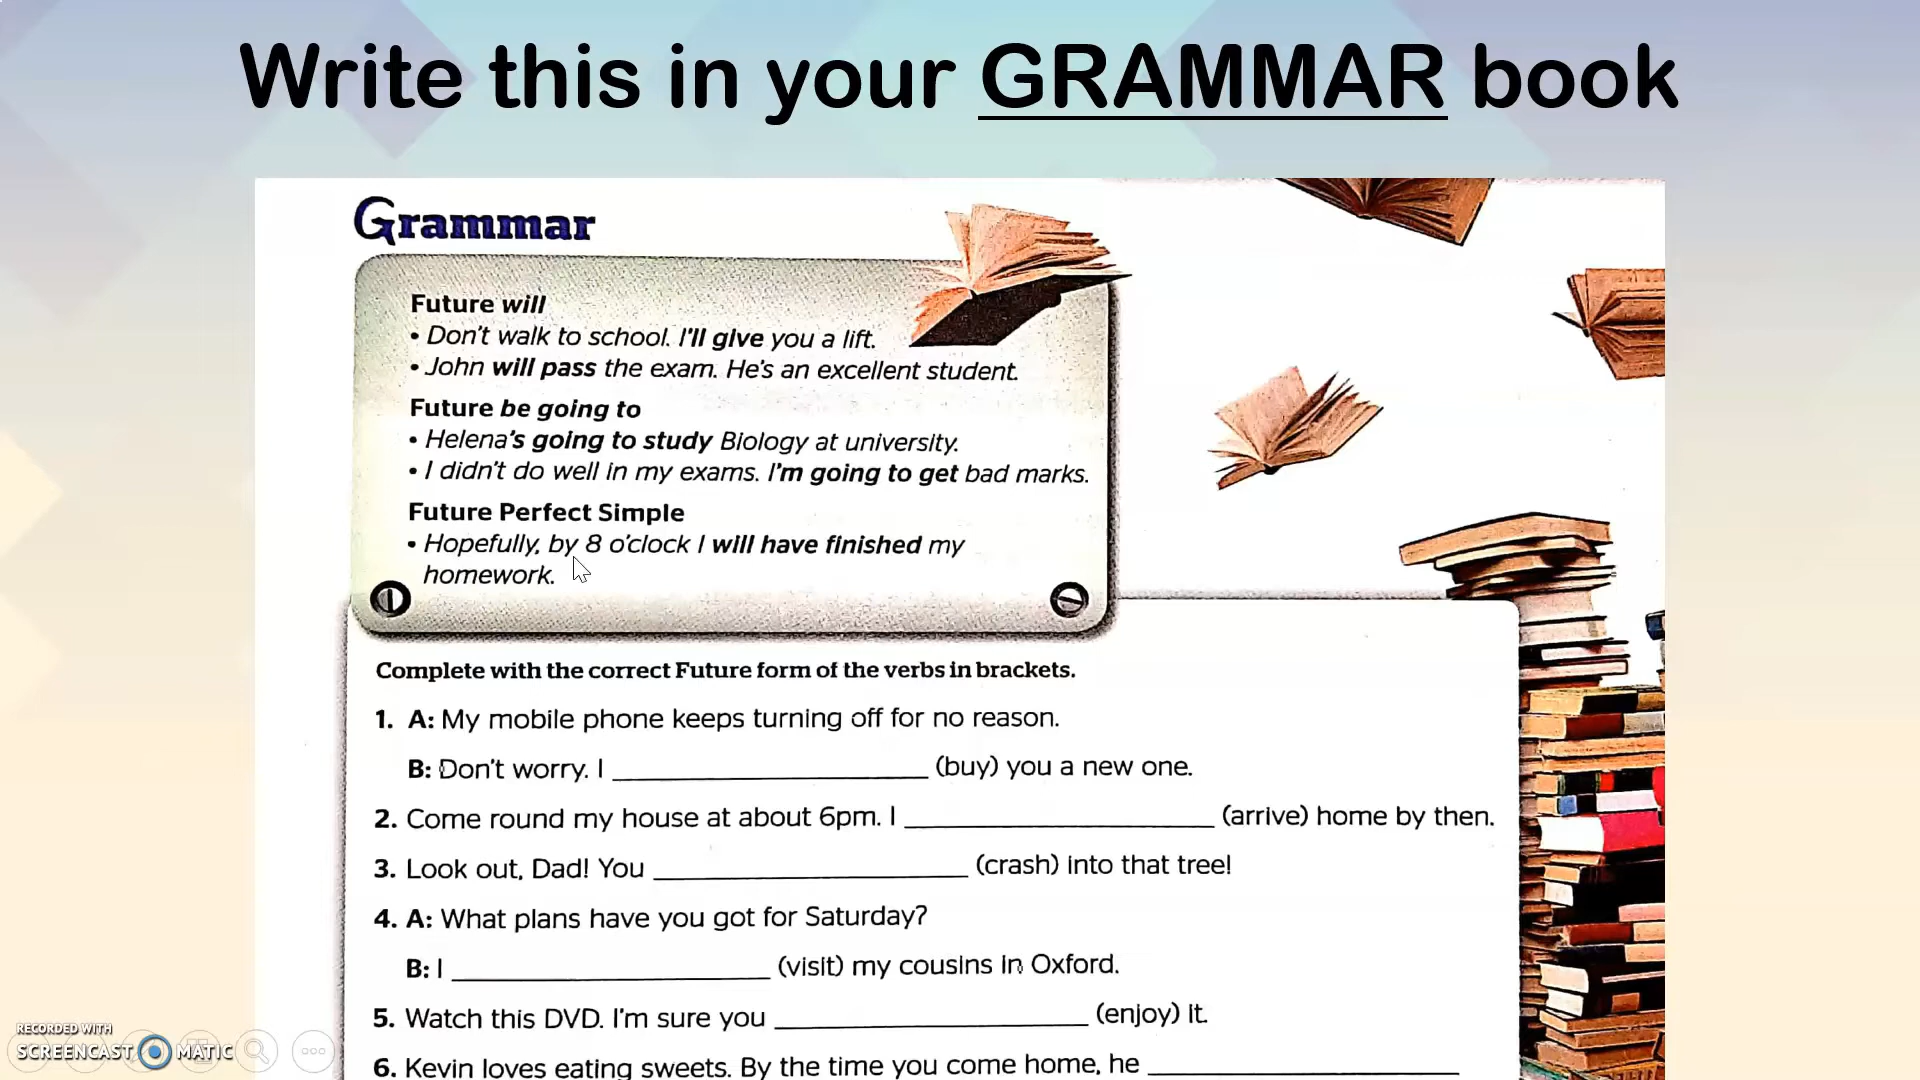 Write this in your GRAMMAR book
Grammar
Future will
• Don't walk to school. I'll give you a lift.
• John will pass the exam. He's an excellent student.
Future be going to
• Helena's going to study Biology at university.
• I didn't do well in my exams. I'm going to get bad marks.
Future Perfect Simple
• Hopefully, by 8 o'clock I will have finished my
homework.
Complete with the correct Future form of the verbs in brackets.
1. A: My mobile phone keeps turning off for no reason.
B: Don't worry. I ____________________ (buy) you a new one.
2. Come round my house at about 6pm. I ____________________ (arrive) home by then.
3. Look out, Dad! You ____________________ (crash) into that tree!
4. A: What plans have you got for Saturday?
B: I ____________________ (visit) my cousins in Oxford.
5. Watch this DVD. I'm sure you ____________________ (enjoy) it.
6. Kevin loves eating sweets. By the time you come home, he ____________________
RECORDED WITH
SCREENCAST MATIC